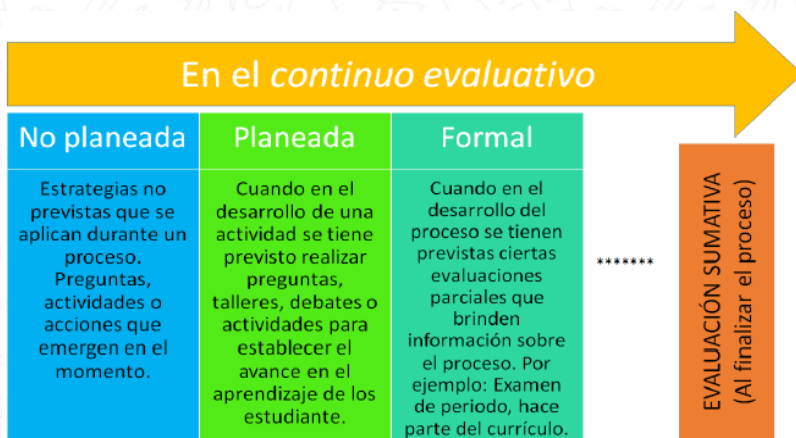 En el continuo evaluativo
No planeada
Estrategias no
previstas que se
aplican durante un
proceso.
Preguntas,
actividades o
acciones que
emergen en el
momento.
Planeada
Cuando en el
desarrollo de una
actividad se tiene
previsto realizar
preguntas,
talleres, debates o
actividades para
establecer el
avance en el
aprendizaje de los
estudiante.
Formal
Cuando en el
desarrollo del
proceso se tienen
previstas ciertas
evaluaciones
parciales que
brinden
información sobre
el proceso. Por
ejemplo: Examen
de periodo, hace
parte del currículo.
*******
EVALUACIÓN SUMATIVA
(Al finalizar el proceso)